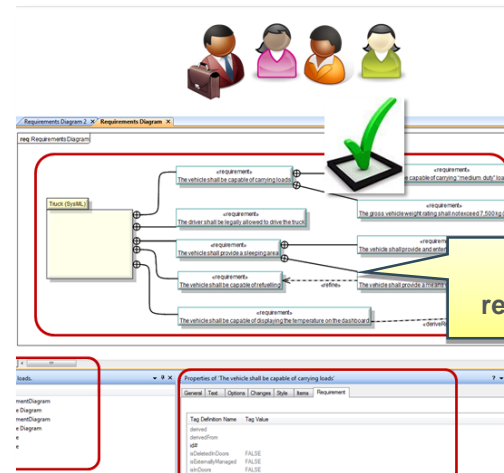 Requirements Diagram 2
Requirements Diagram
req Requirements Diagram
«requirement»
The vehicle shall be capable of carrying loads
«requirement»
e capable of carrying "medium duty" loa
Truck (SysML)
«requirement»
The driver shall be legally allowed to drive the truck
«requirement»
The gross vehicle weight rating shall not exceed 7,500 kg (
«requirement»
The vehicle shall provide a sleeping area
«requirem
The vehicle shall provide and enter
«requirement»
The vehicle shall be capable of refuelling
«refine»
The vehicle shall provide a means
re
«requirement»
The vehicle shall be capable of displaying the temperature on the dashboard
«deriveRe
loads.
mentDiagram
e Diagram
mentDiagram
e Diagram
e
e
Properties of 'The vehicle shall be capable of carrying loads'
General Text Options Changes Style Items Requirement
Tag Definition Name Tag Value
derived
derivedFrom
id#
isDeletedInDoors FALSE
isExternallyManaged FALSE
isInDoors FALSE